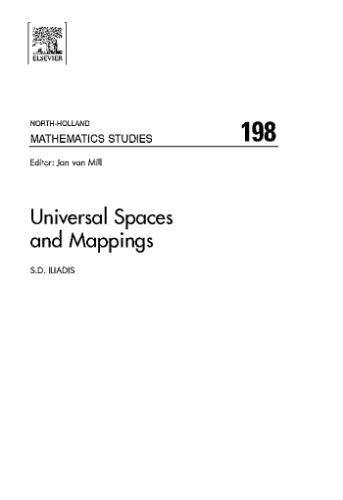 ELSEVIER
NORTH-HOLLAND
MATHEMATICS STUDIES 198
Editor: Jan van Mill
Universal Spaces
and Mappings
S.D. ILIADIS